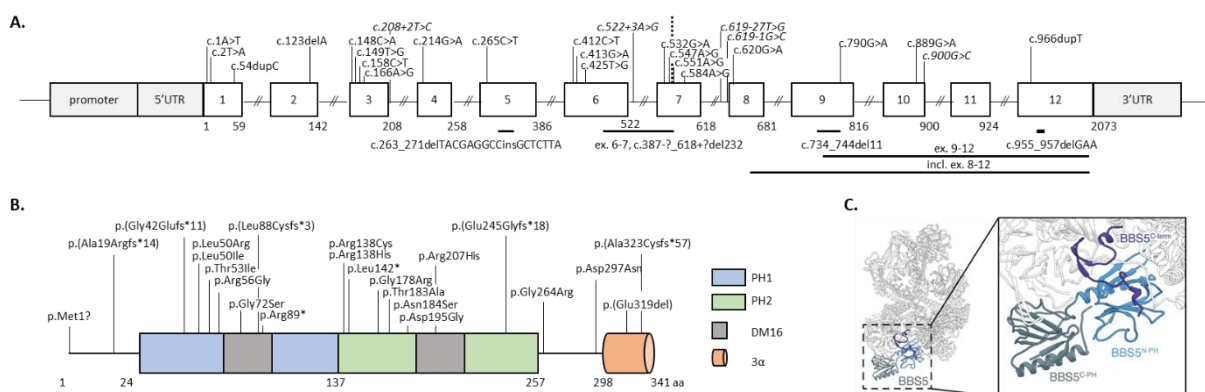 A.
c.208+2T>C
c.522+3A>G
c.619-27T>G
c.1A>T
c.148C>A
c.412C>T
c.532G>A
c.619-1G>C
c.2T>A
c.123delA
c.149T>G
c.214G>A
c.265C>T
c.413G>A
c.547A>G
c.620G>A
c.790G>A
c.889G>A
c.966dupT
c.54dupC
c.158C>T
c.425T>G
c.551A>G
c.900G>C
c.166A>G
c.584A>G
promoter 5'UTR 1 // 2 // 3 // 4 // 5 // 6 // 7 // 8 // 9 // 10 // 11 // 12 3'UTR
1 59 142 208 258 386 522 618 681 816 900 924 2073
c.263_271delTACGAGGCCinsGCTCTTA
ex. 6-7, c.387-?_618+?del232
c.734_744del11
ex. 9-12
c.955_957delGAA
incl. ex. 8-12
B.
p.(Gly42Glufs*11)
p.(Leu88Cysfs*3)
p.(Glu245Glyfs*18)
p.(Ala19Argfs*14)
p.Leu50Arg
p.Arg138Cys
p.Arg207His
p.(Ala323Cysfs*57)
p.Leu50Ile
p.Arg138His
p.Thr53Ile
p.Leu142*
p.Asp297Asn
p.Arg56Gly
p.Gly178Arg
p.Thr183Ala
p.Gly264Arg
p.Gly72Ser
p.Asn184Ser
p.(Glu319del)
p.Met1?
p.Arg89*
p.Asp195Gly
1 24 137 257 298 341 aa
PH1
PH2
DM16
3α
C.
BBS5
BBS5C-term
BBS5N-PH
BBS5C-PH